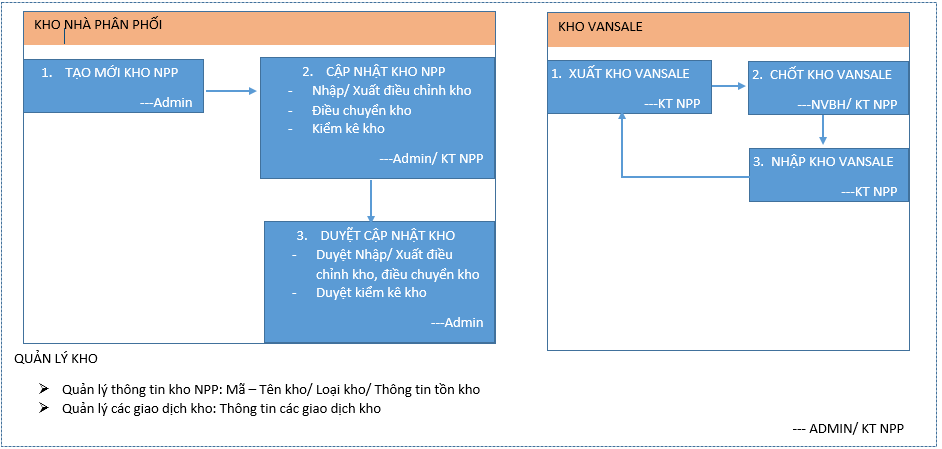 KHO NHÀ PHÂN PHỐI
1. TẠO MỚI KHO NPP
---Admin
2. CẬP NHẬT KHO NPP
- Nhập/ Xuất điều chỉnh kho
- Điều chuyển kho
- Kiểm kê kho
---Admin/ KT NPP
3. DUYỆT CẬP NHẬT KHO
- Duyệt Nhập/ Xuất điều
chỉnh kho, điều chuyển kho
- Duyệt kiểm kê kho
---Admin
KHO VANSALE
1. XUẤT KHO VANSALE
---KT NPP
2. CHỐT KHO VANSALE
---NVBH/ KT NPP
3. NHẬP KHO VANSALE
---KT NPP
QUẢN LÝ KHO
➢ Quản lý thông tin kho NPP: Mã – Tên kho/ Loại kho/ Thông tin tồn kho
➢ Quản lý các giao dịch kho: Thông tin các giao dịch kho
--- ADMIN/ KT NPP